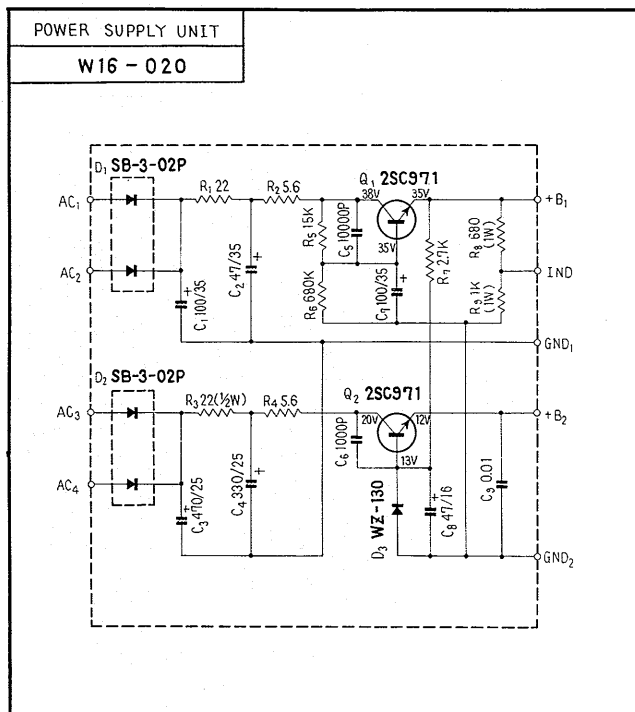 POWER SUPPLY UNIT
W16-020
D₁ SB-3-02P
AC₁
AC₂
R₁ 22
R₂ 5.6
C₁ 100/35
C₂ 47/35
R₅ 15K
R₆ 680K
C₅ 10000P
Q₁ 2SC971
38V
35V
35V
C₇ 100/35
R₇ 2.7K
R₈ 680
(1W)
R₉ 1K
(1W)
+B₁
IND
GND₁
D₂ SB-3-02P
AC₃
AC₄
R₃ 22(½W)
R₄ 5.6
C₃ 470/25
C₄ 330/25
Q₂ 2SC971
20V
12V
13V
C₆ 1000P
D₃ WZ-130
C₈ 47/16
C₉ 0.01
+B₂
GND₂